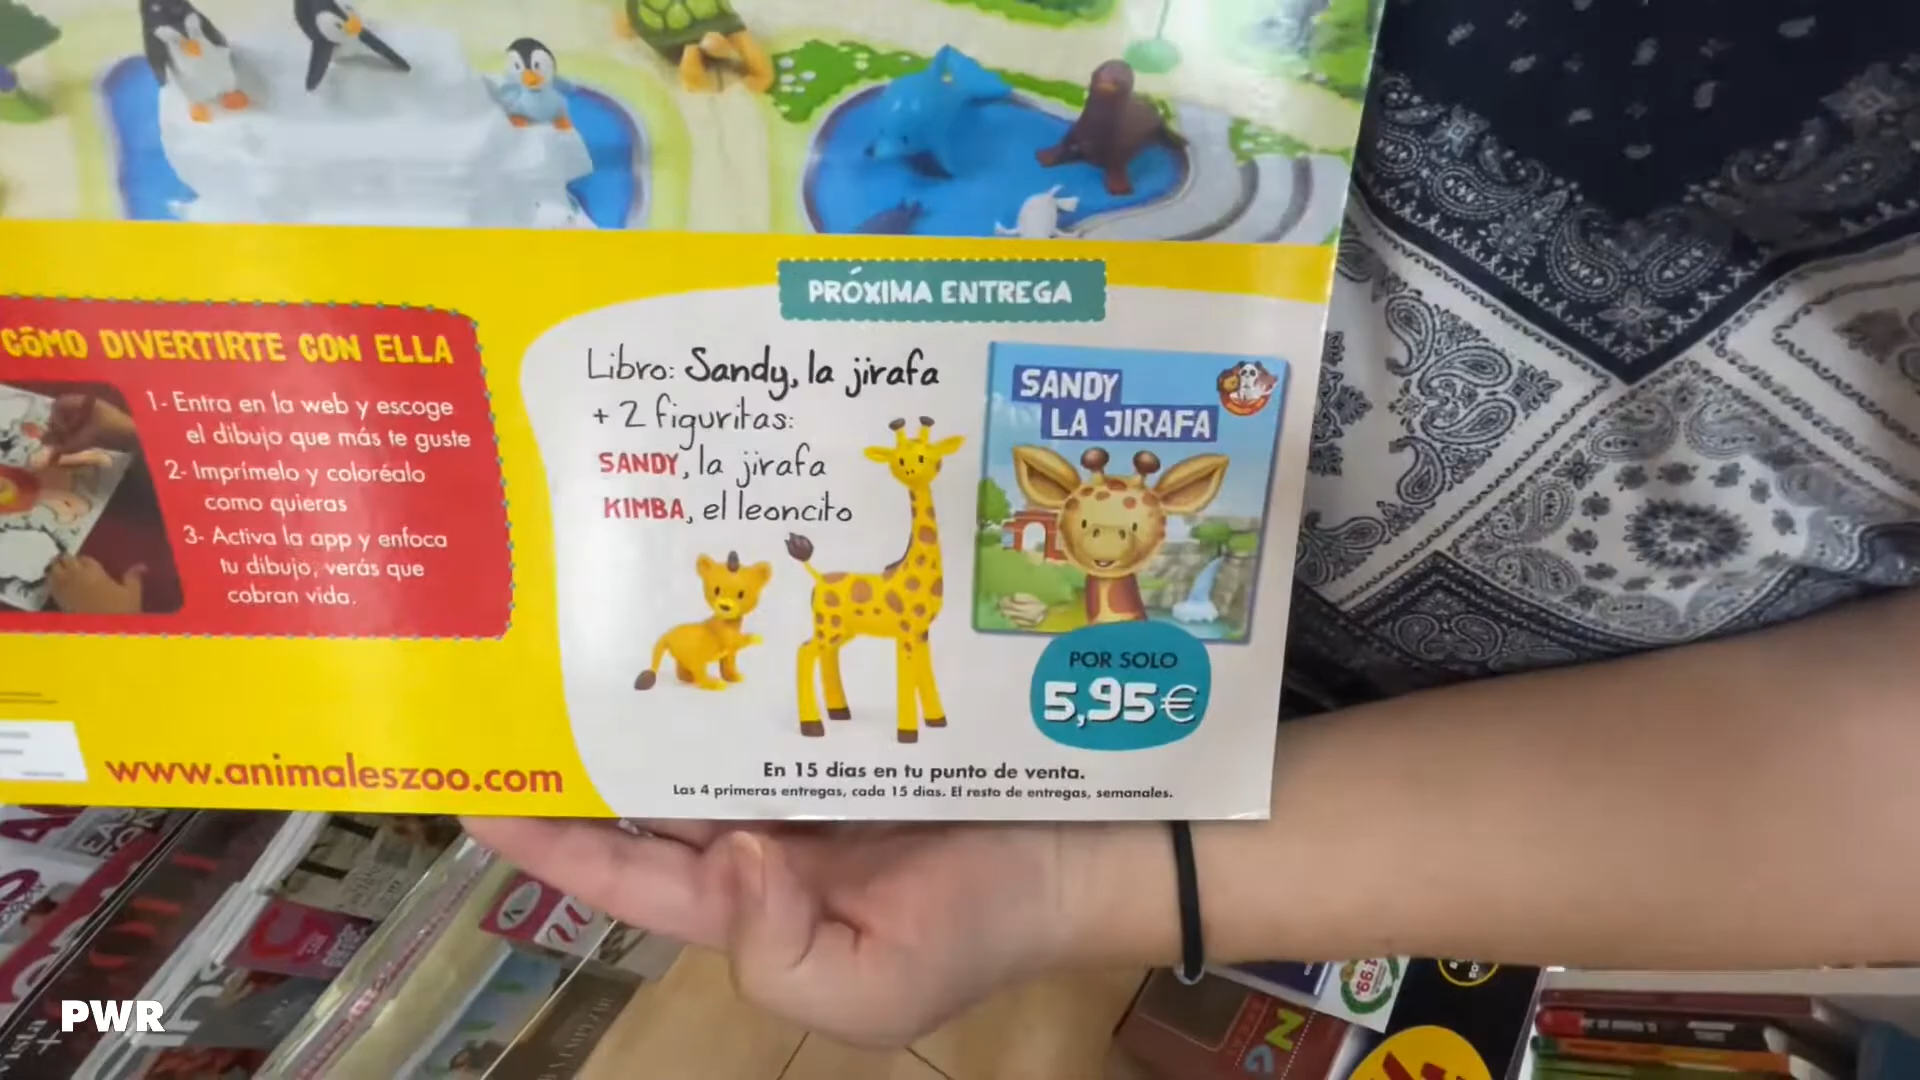 PRÓXIMA ENTREGA
CÓMO DIVERTIRTE CON ELLA
1- Entra en la web y escoge
el dibujo que más te guste
2- Imprímelo y coloréalo
como quieras
3- Activa la app y enfoca
tu dibujo, verás que
cobran vida.
Libro: Sandy, la jirafa
+ 2 figuritas:
SANDY, la jirafa
KIMBA, el leoncito
SANDY
LA JIRAFA
POR SOLO
5,95€
www.animaleszoo.com
En 15 días en tu punto de venta.
Las 4 primeras entregas, cada 15 días. El resto de entregas, semanales.
PWR